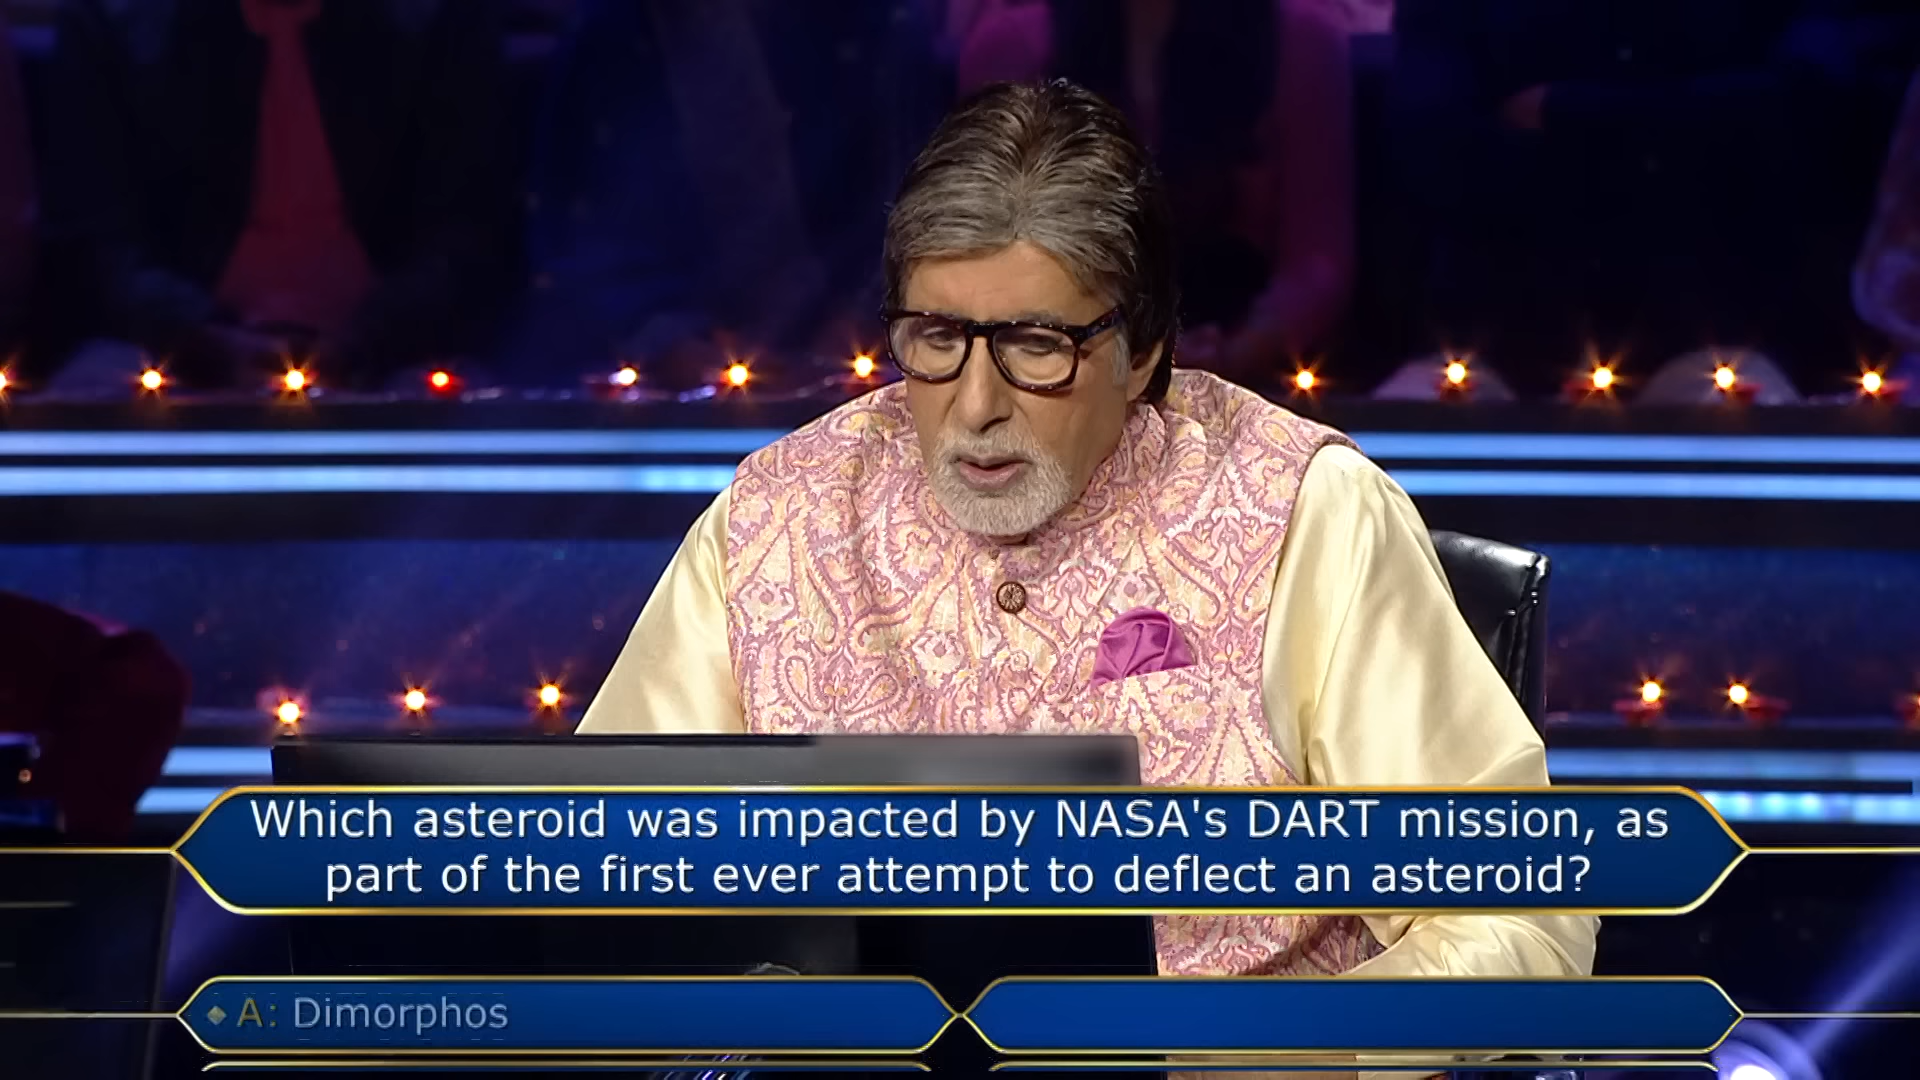 Which asteroid was impacted by NASA's DART mission, as
part of the first ever attempt to deflect an asteroid?
A: Dimorphos